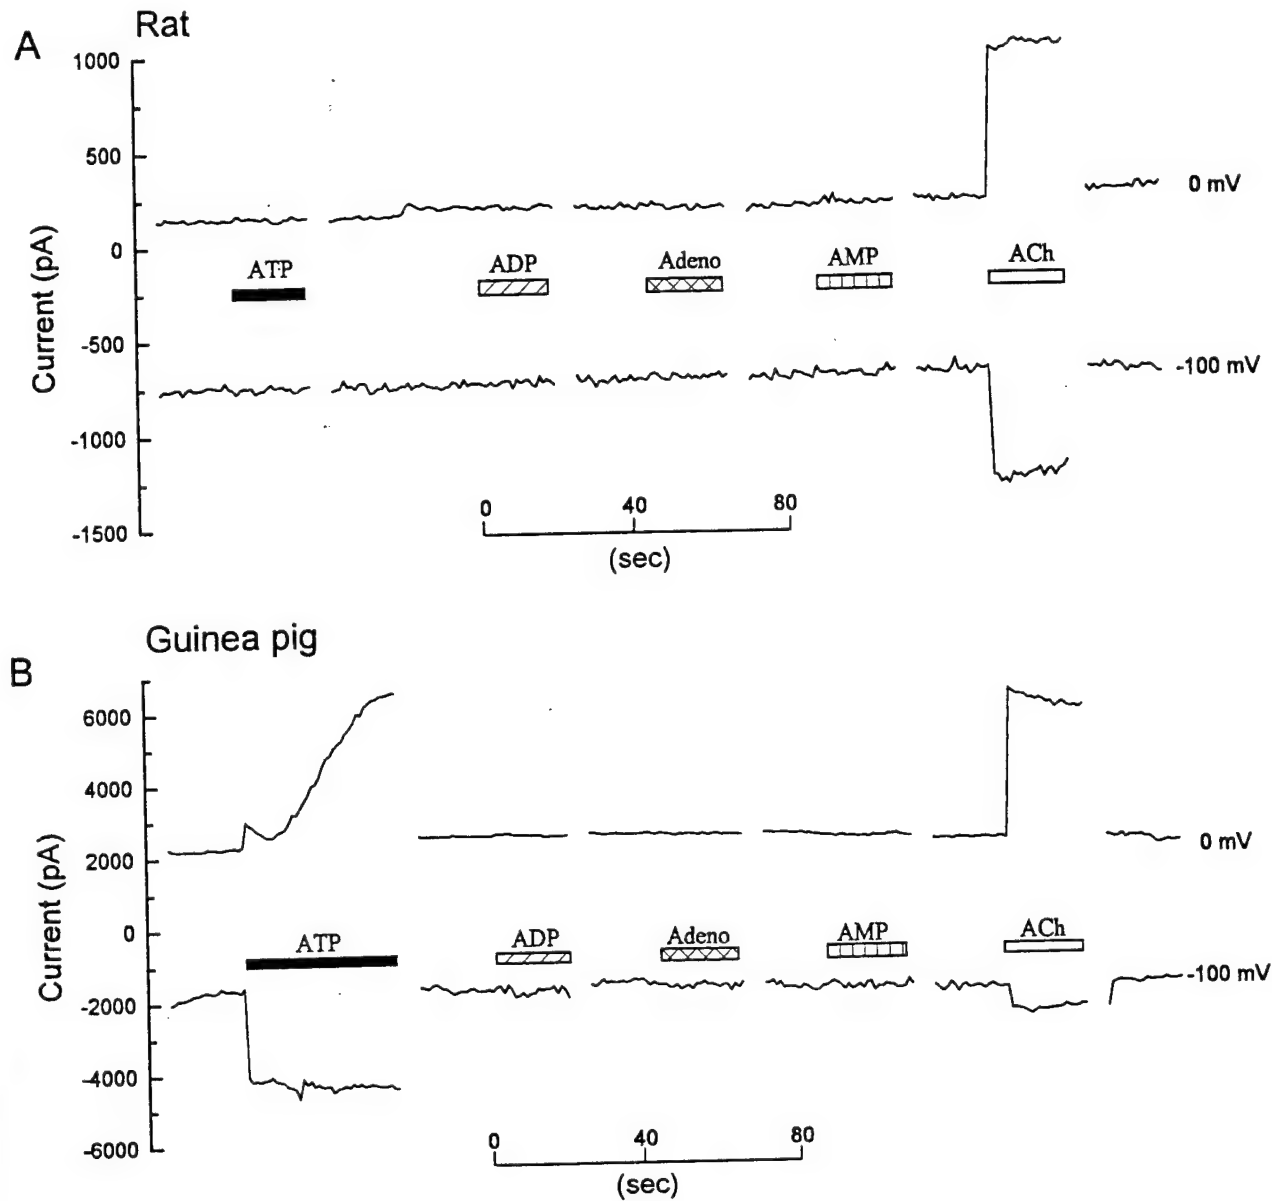 A
Rat
1000
500
0
-500
-1000
-1500
Current (pA)
ATP
ADP
Adeno
AMP
ACh
0 mV
-100 mV
0 40 80
(sec)
B
Guinea pig
6000
4000
2000
0
-2000
-4000
-6000
Current (pA)
ATP
ADP
Adeno
AMP
ACh
0 mV
-100 mV
0 40 80
(sec)